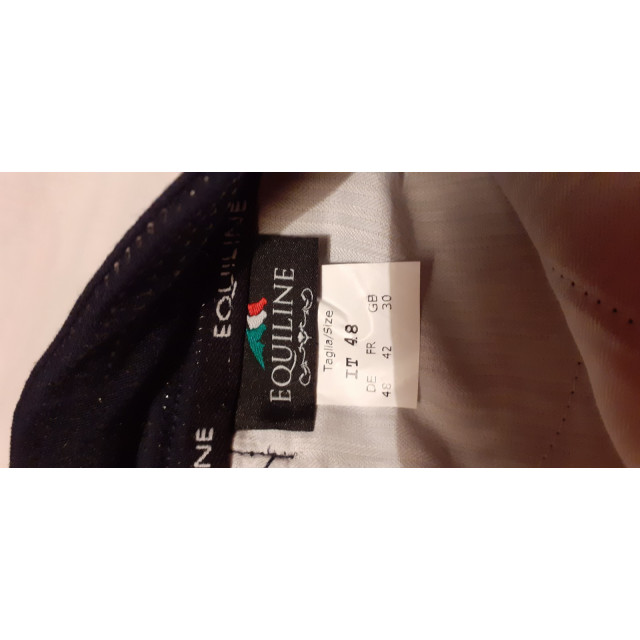 EQUILINE
NE
EQUILINE
Taglia/Size
IT 48
DE FR GB
48 42 30